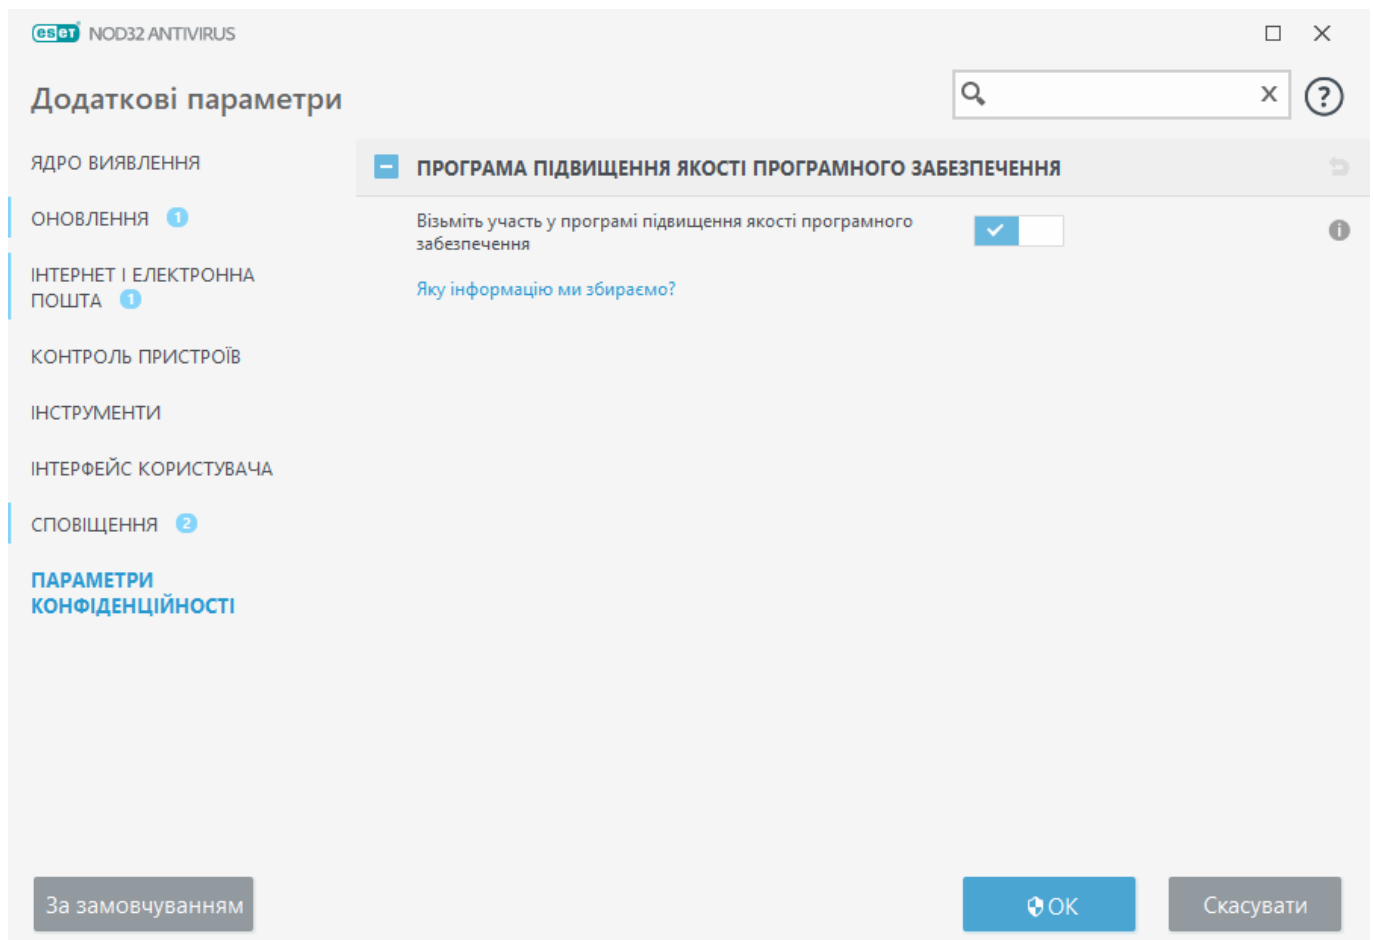 eset NOD32 ANTIVIRUS
Додаткові параметри
x
?
ЯДРО ВИЯВЛЕННЯ
ОНОВЛЕННЯ 1
ІНТЕРНЕТ І ЕЛЕКТРОННА
ПОШТА 1
КОНТРОЛЬ ПРИСТРОЇВ
ІНСТРУМЕНТИ
ІНТЕРФЕЙС КОРИСТУВАЧА
СПОВІЩЕННЯ 2
ПАРАМЕТРИ
КОНФІДЕНЦІЙНОСТІ
ПРОГРАМА ПІДВИЩЕННЯ ЯКОСТІ ПРОГРАМНОГО ЗАБЕЗПЕЧЕННЯ
Візьміть участь у програмі підвищення якості програмного
забезпечення
Яку інформацію ми збираємо?
За замовчуванням
OK
Скасувати